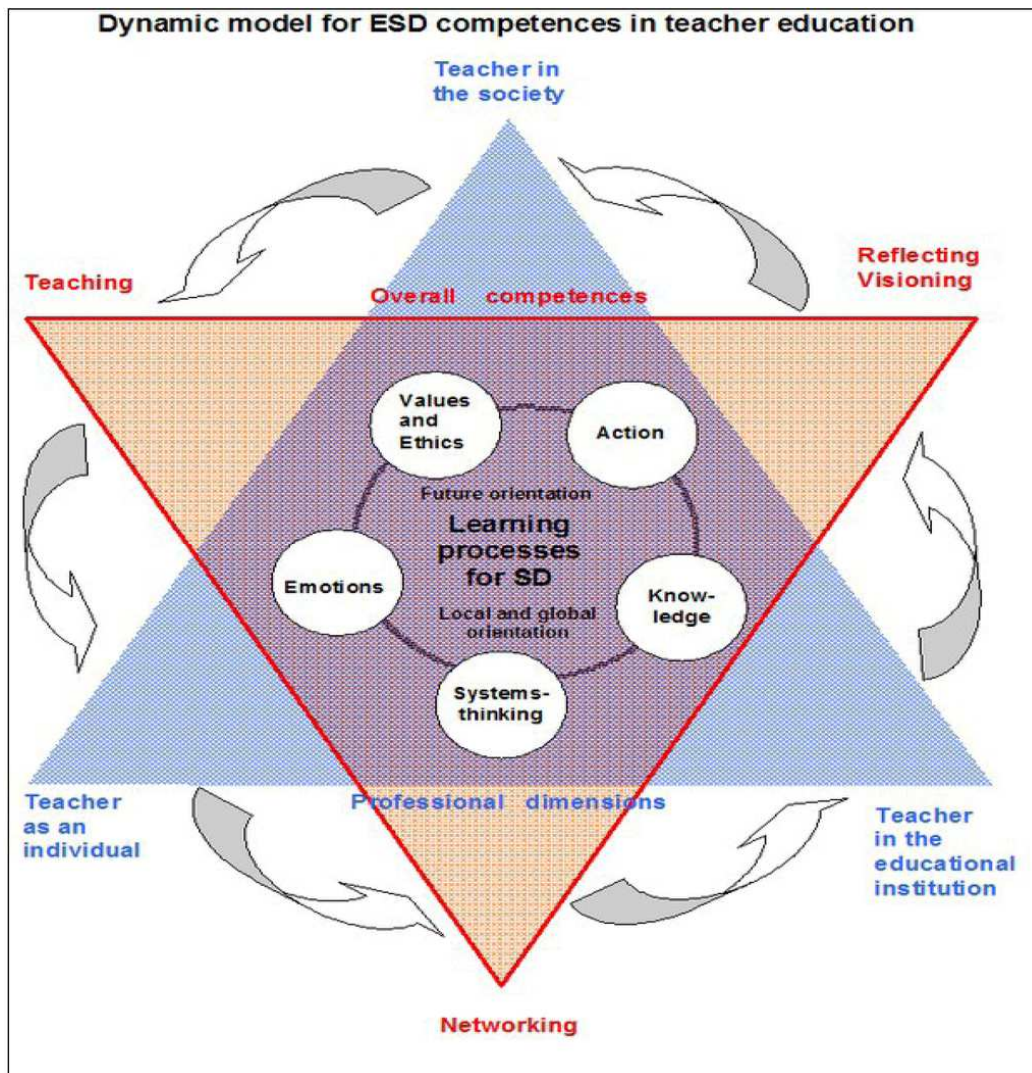 Dynamic model for ESD competences in teacher education
Teacher in
the society
Teaching
Reflecting
Visioning
Overall competences
Values
and
Ethics
Action
Future orientation
Learning
processes
for SD
Emotions
Know-
ledge
Local and global
orientation
Systems-
thinking
Teacher
as an
individual
Professional dimensions
Teacher
in the
educational
institution
Networking